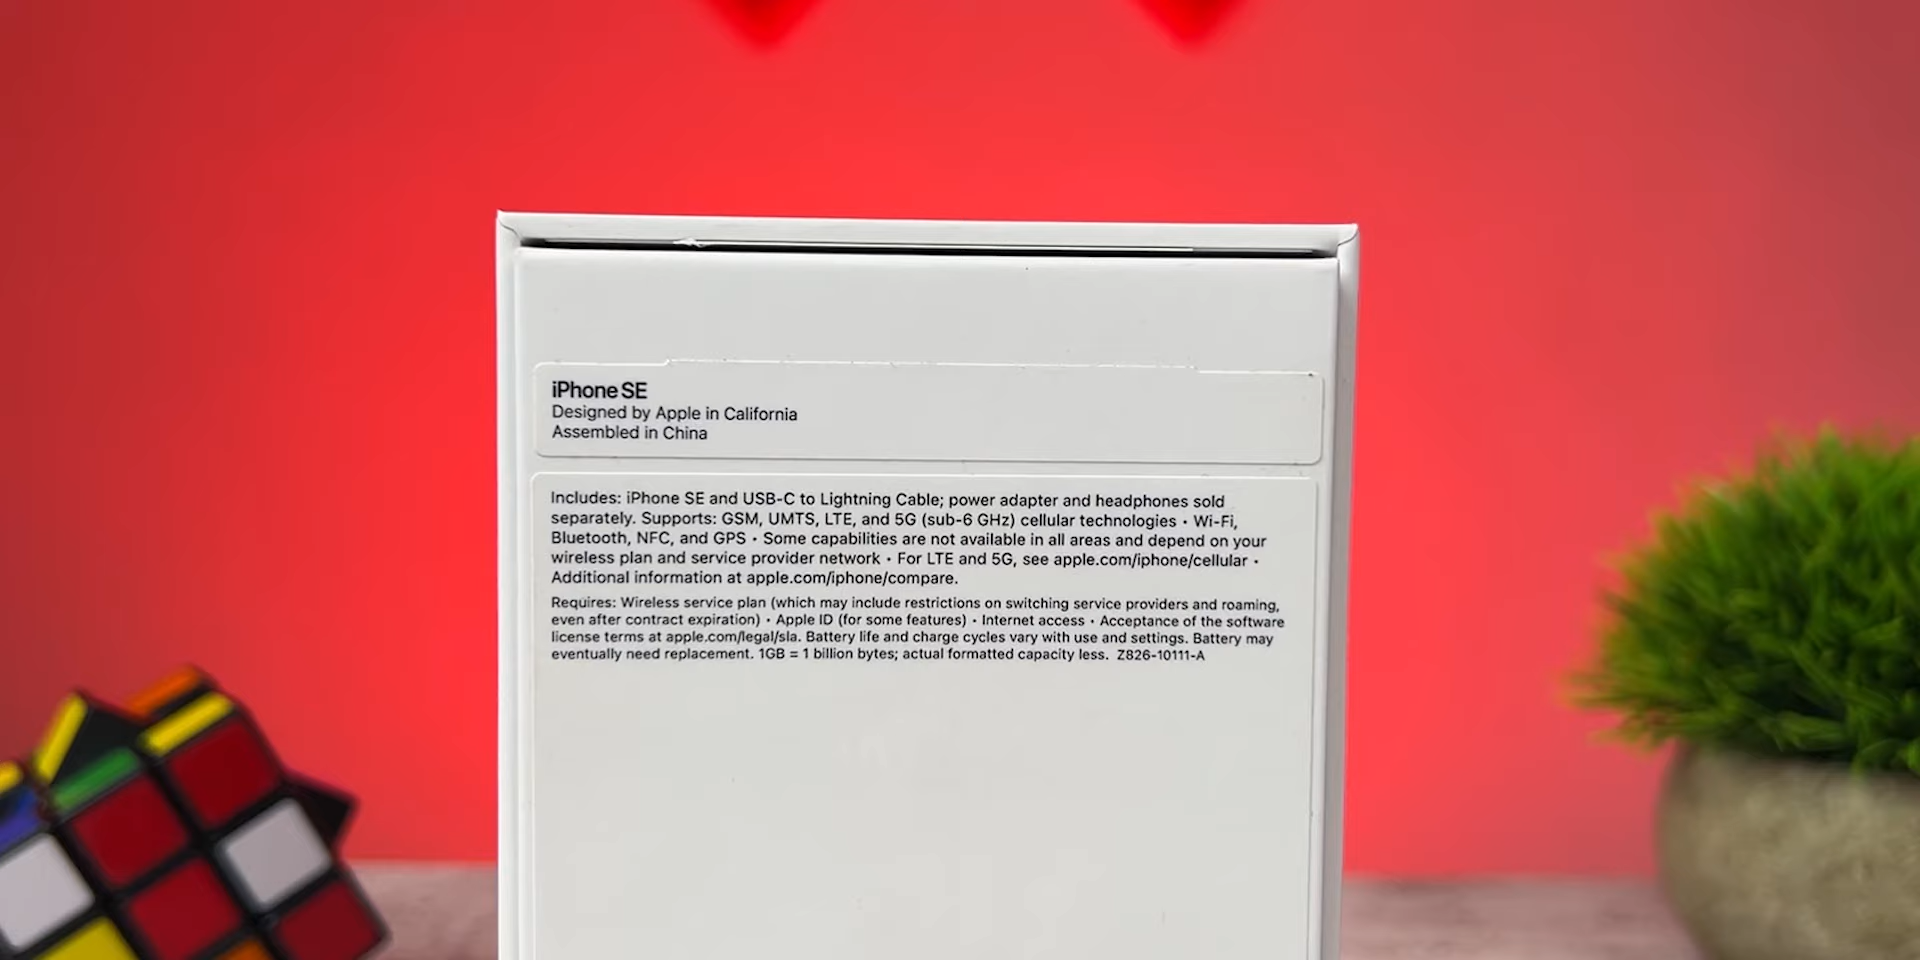 iPhone SE
Designed by Apple in California
Assembled in China
Includes: iPhone SE and USB-C to Lightning Cable; power adapter and headphones sold
separately. Supports: GSM, UMTS, LTE, and 5G (sub-6 GHz) cellular technologies • Wi-Fi,
Bluetooth, NFC, and GPS • Some capabilities are not available in all areas and depend on your
wireless plan and service provider network • For LTE and 5G, see apple.com/iphone/cellular •
Additional information at apple.com/iphone/compare.
Requires: Wireless service plan (which may include restrictions on switching service providers and roaming,
even after contract expiration) • Apple ID (for some features) • Internet access • Acceptance of the software
license terms at apple.com/legal/sla. Battery life and charge cycles vary with use and settings. Battery may
eventually need replacement. 1GB = 1 billion bytes; actual formatted capacity less. Z826-10111-A